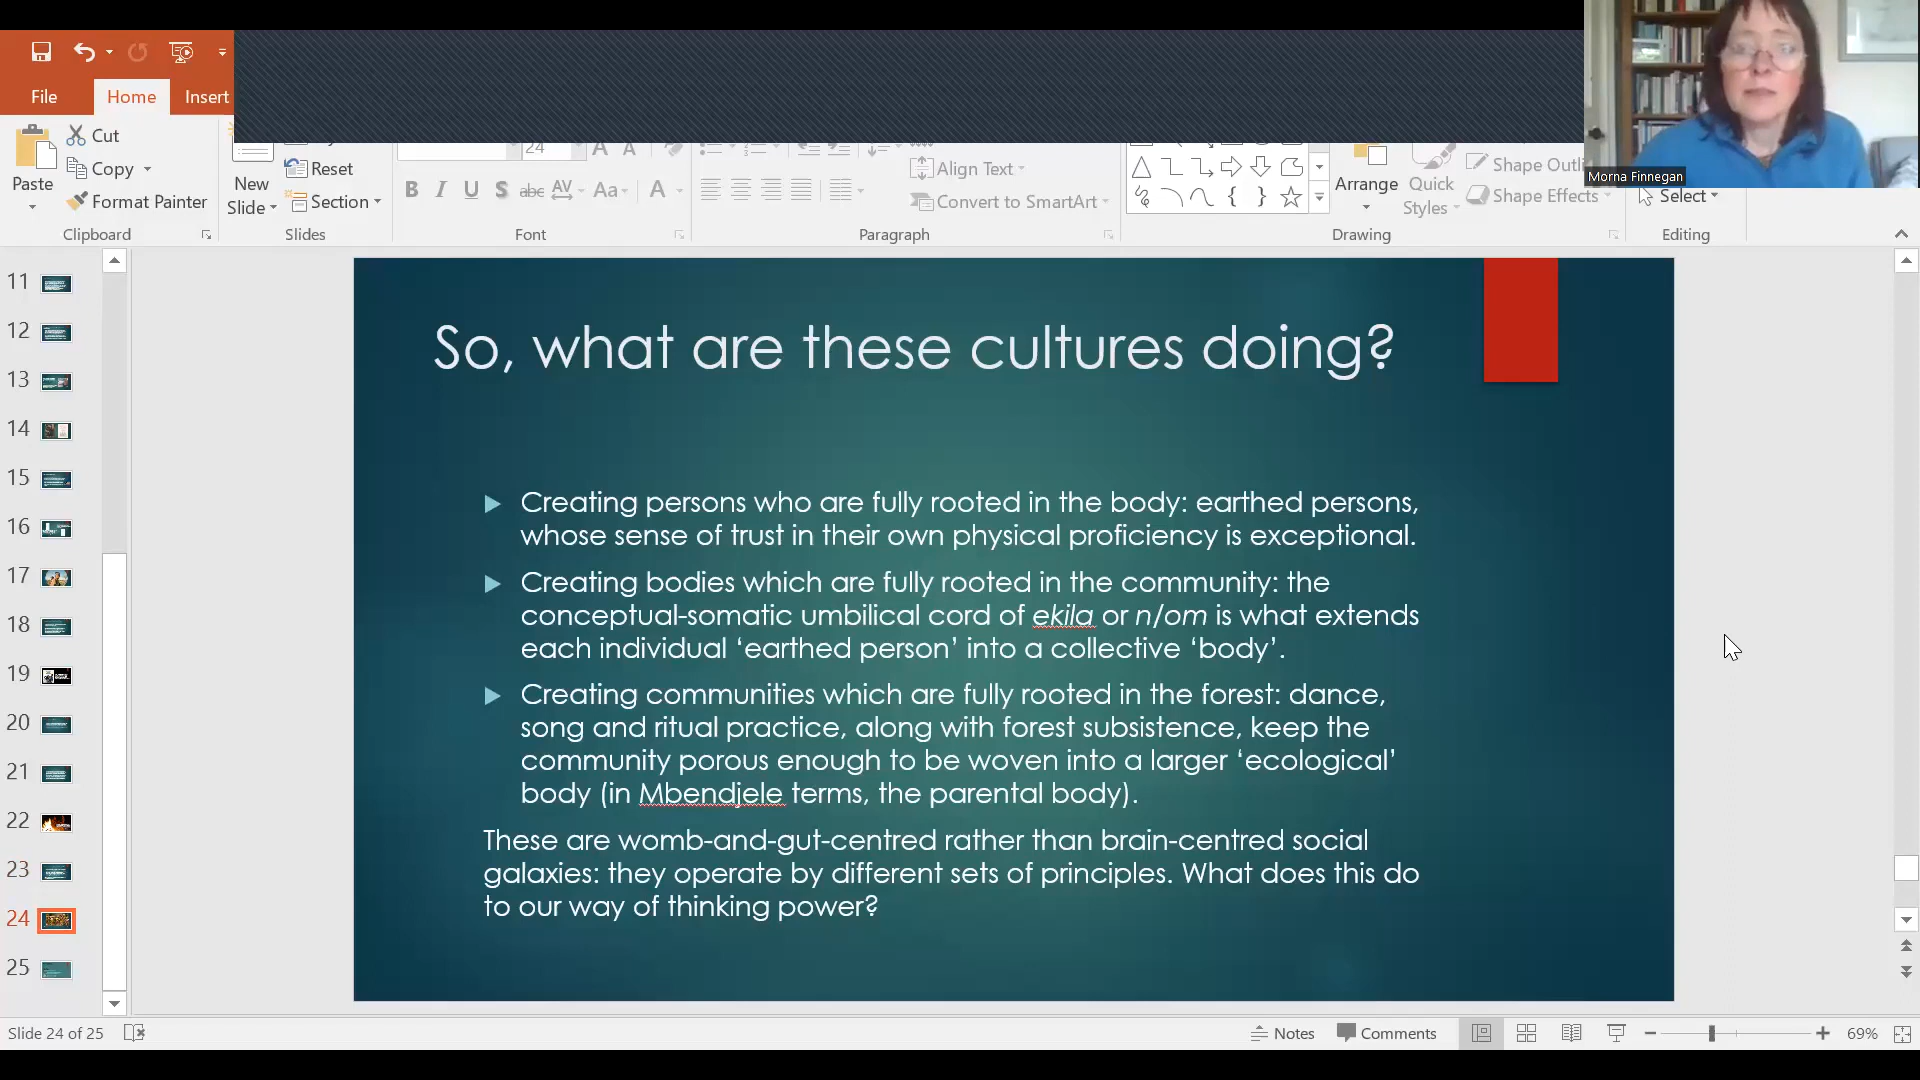 File
Home
Insert
Cut
Copy
Paste
Format Painter
Clipboard
New
Slide
Reset
Section
Slides
24
A A
B I U S abc AV Aa A
Font
Align Text
Convert to SmartArt
Paragraph
Arrange
Quick
Styles
Shape Effects
Drawing
Select
Editing
Morna Finnegan
11
12
13
14
15
16
17
18
19
20
21
22
23
24
25
So, what are these cultures doing?
Creating persons who are fully rooted in the body: earthed persons,
whose sense of trust in their own physical proficiency is exceptional.
Creating bodies which are fully rooted in the community: the
conceptual-somatic umbilical cord of ekila or n/om is what extends
each individual ‘earthed person’ into a collective ‘body’.
Creating communities which are fully rooted in the forest: dance,
song and ritual practice, along with forest subsistence, keep the
community porous enough to be woven into a larger ‘ecological’
body (in Mbendjele terms, the parental body).
These are womb-and-gut-centred rather than brain-centred social
galaxies: they operate by different sets of principles. What does this do
to our way of thinking power?
Slide 24 of 25
Notes
Comments
69%